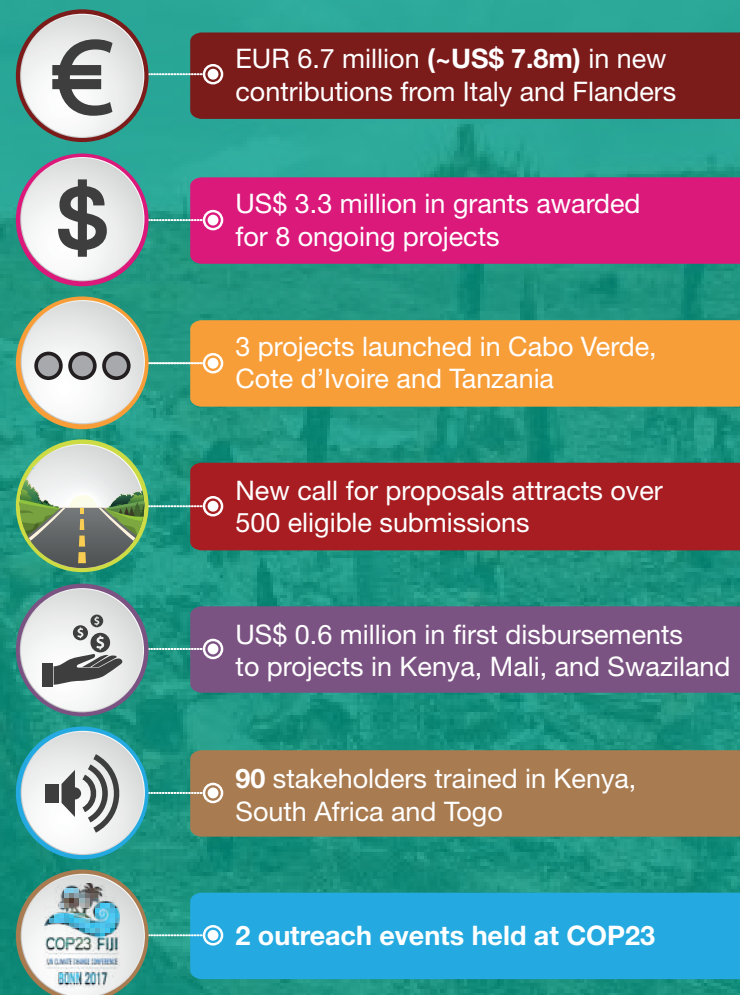 €
EUR 6.7 million (~US$ 7.8m) in new
contributions from Italy and Flanders
$
US$ 3.3 million in grants awarded
for 8 ongoing projects
3 projects launched in Cabo Verde,
Cote d'Ivoire and Tanzania
New call for proposals attracts over
500 eligible submissions
$ $ $
US$ 0.6 million in first disbursements
to projects in Kenya, Mali, and Swaziland
90 stakeholders trained in Kenya,
South Africa and Togo
COP23 FIJI
UN CLIMATE CHANGE CONFERENCE
BONN 2017
2 outreach events held at COP23